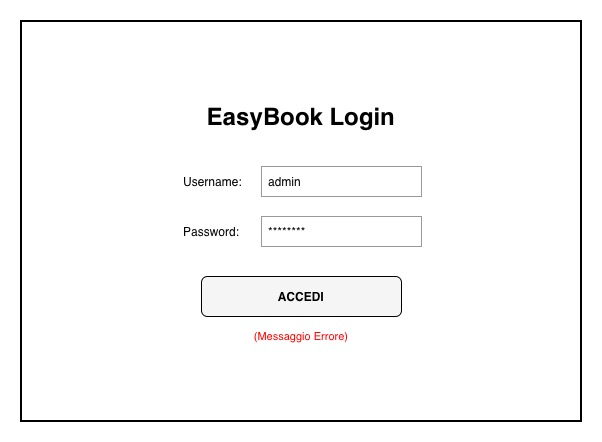 EasyBook Login
Username: admin
Password: ********
ACCEDI
(Messaggio Errore)